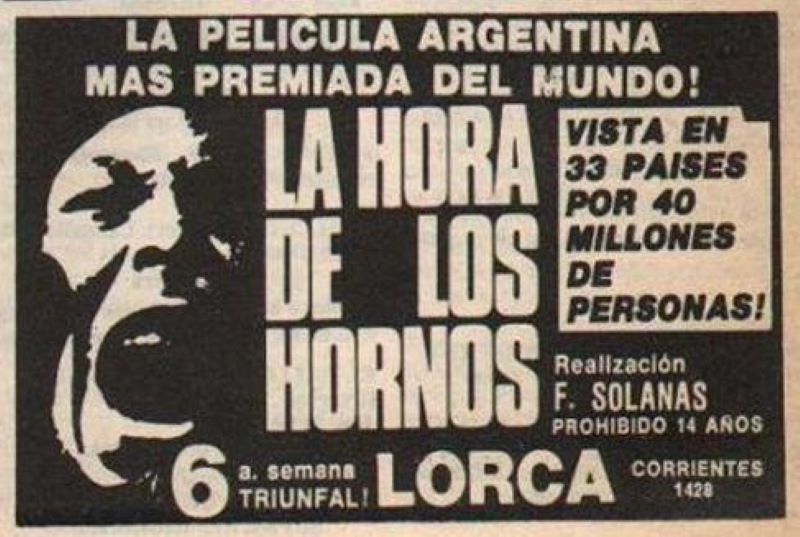 LA PELICULA ARGENTINA
MAS PREMIADA DEL MUNDO!
LA HORA
DE LOS
HORNOS
VISTA EN
33 PAISES
POR 40
MILLONES
DE
PERSONAS!
Realización
F. SOLANAS
PROHIBIDO 14 AÑOS
6 a. semana
TRIUNFAL!
LORCA
CORRIENTES
1428